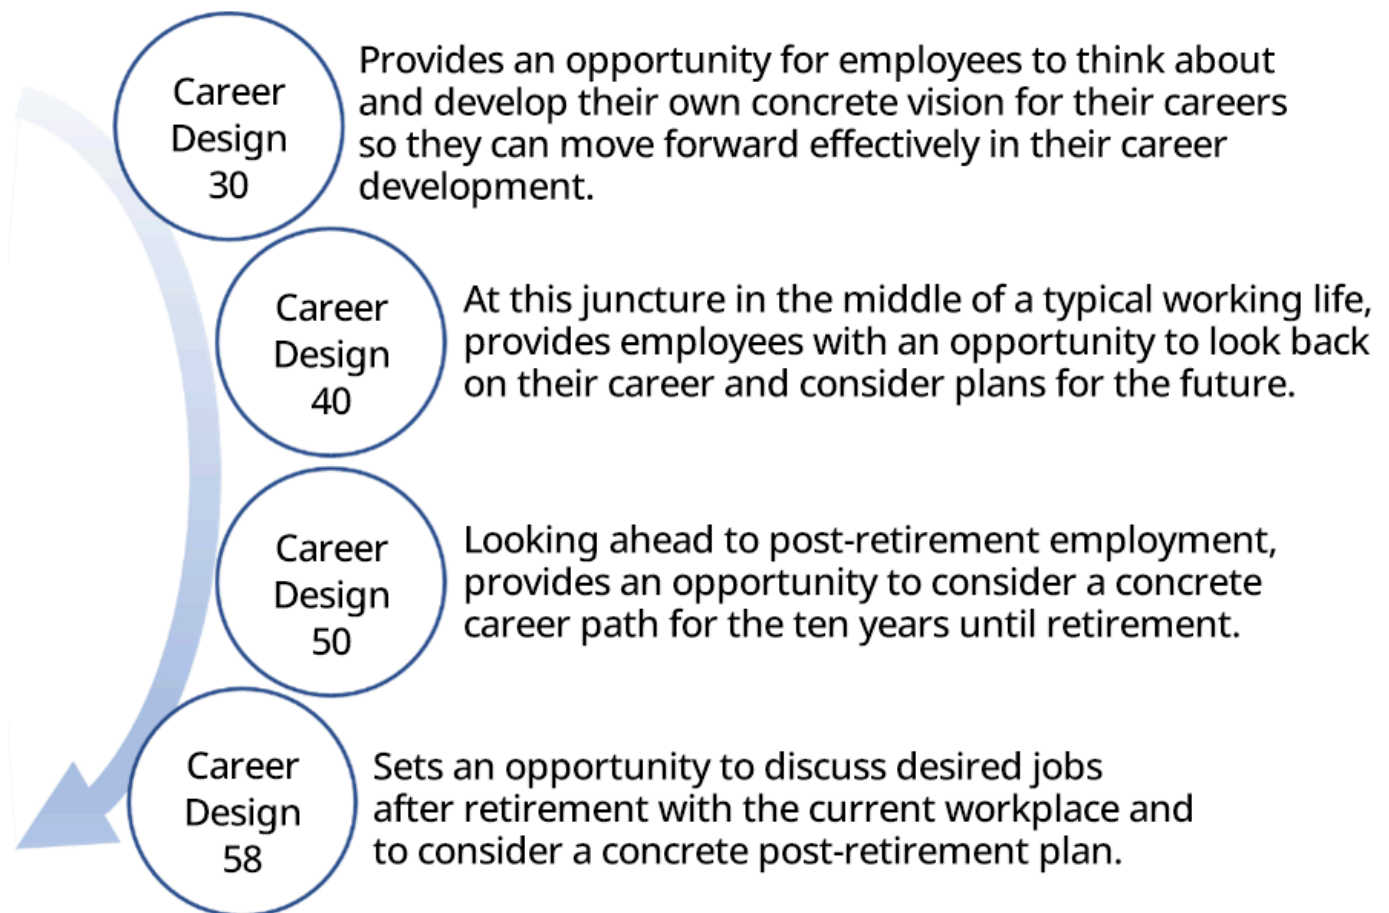 Career
Design
30
Provides an opportunity for employees to think about
and develop their own concrete vision for their careers
so they can move forward effectively in their career
development.
Career
Design
40
At this juncture in the middle of a typical working life,
provides employees with an opportunity to look back
on their career and consider plans for the future.
Career
Design
50
Looking ahead to post-retirement employment,
provides an opportunity to consider a concrete
career path for the ten years until retirement.
Career
Design
58
Sets an opportunity to discuss desired jobs
after retirement with the current workplace and
to consider a concrete post-retirement plan.